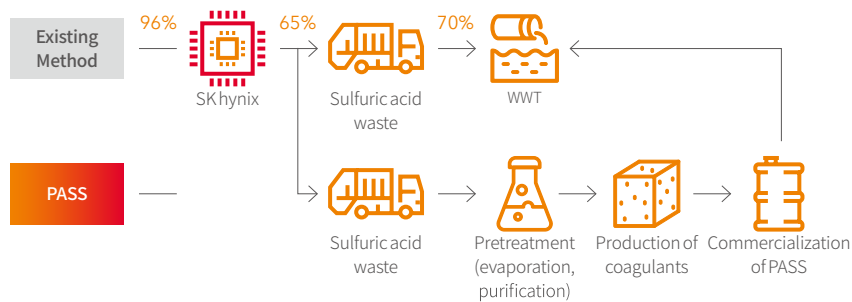 Existing
Method
96%
SK hynix
65%
Sulfuric acid
waste
70%
WWT
PASS
Sulfuric acid
waste
Pretreatment
(evaporation,
purification)
Production of
coagulants
Commercialization
of PASS